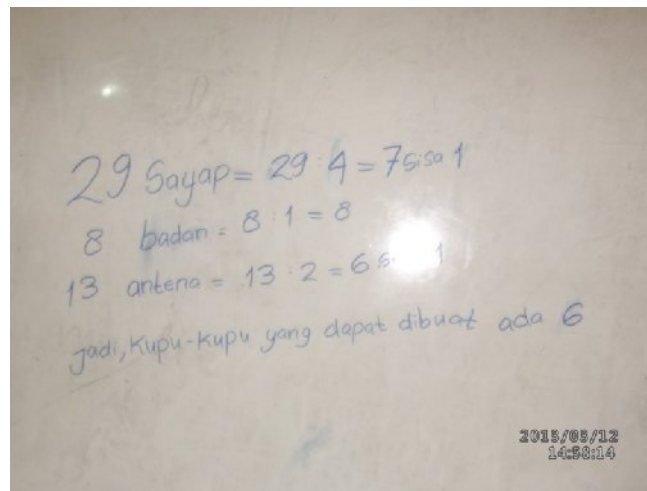 29 Sayap = 29 : 4 = 7 sisa 1
8 badan = 8 : 1 = 8
13 antena = 13 : 2 = 6 1
jadi, Kupu-kupu yang dapat dibuat ada 6
2013/05/12
14:58:14